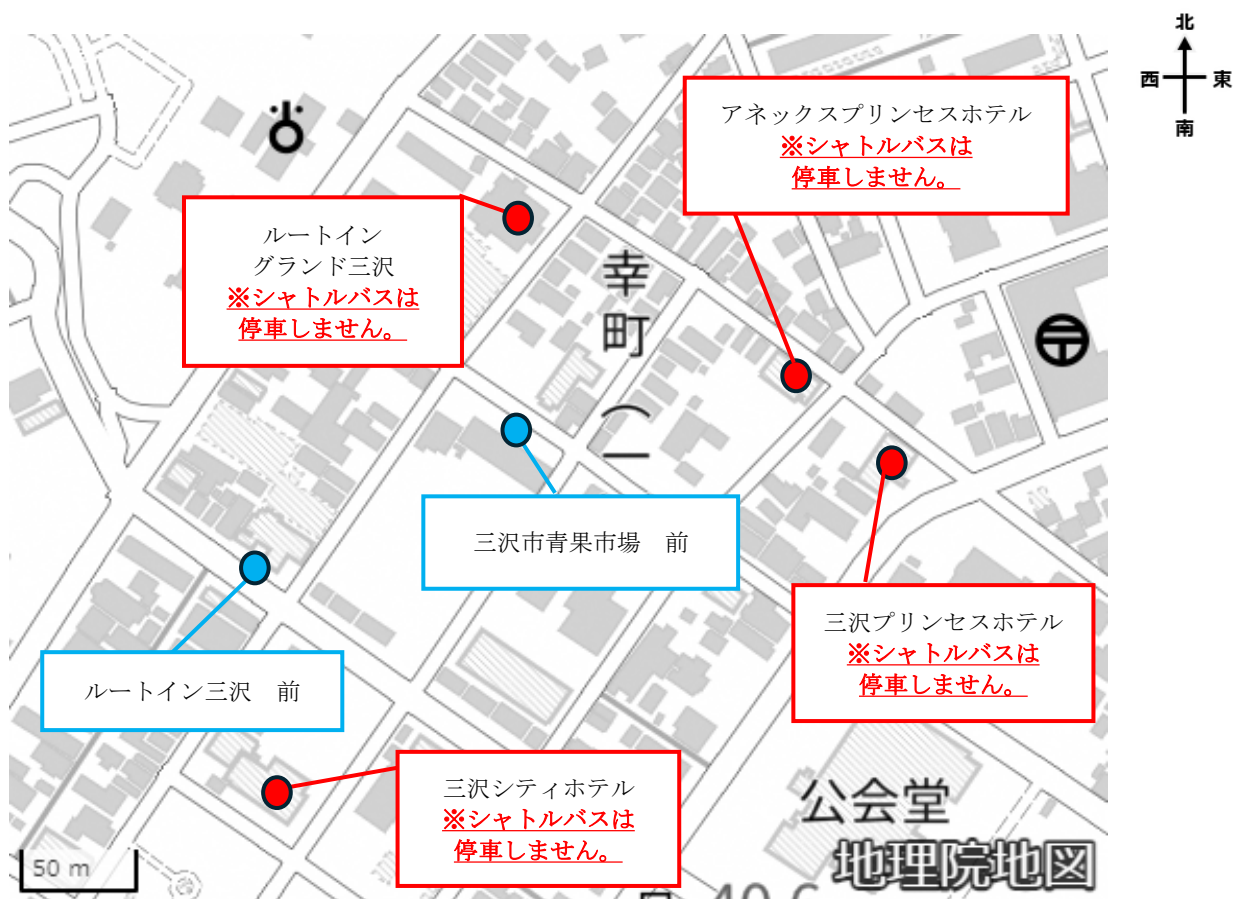 北
西 東
南
アネックスプリンセスホテル
※シャトルバスは
停車しません。
ルートイン
グランド三沢
※シャトルバスは
停車しません。
幸町(一
三沢市青果市場 前
三沢プリンセスホテル
※シャトルバスは
停車しません。
ルートイン三沢 前
三沢シティホテル
※シャトルバスは
停車しません。
公会堂
地理院地図
50 m